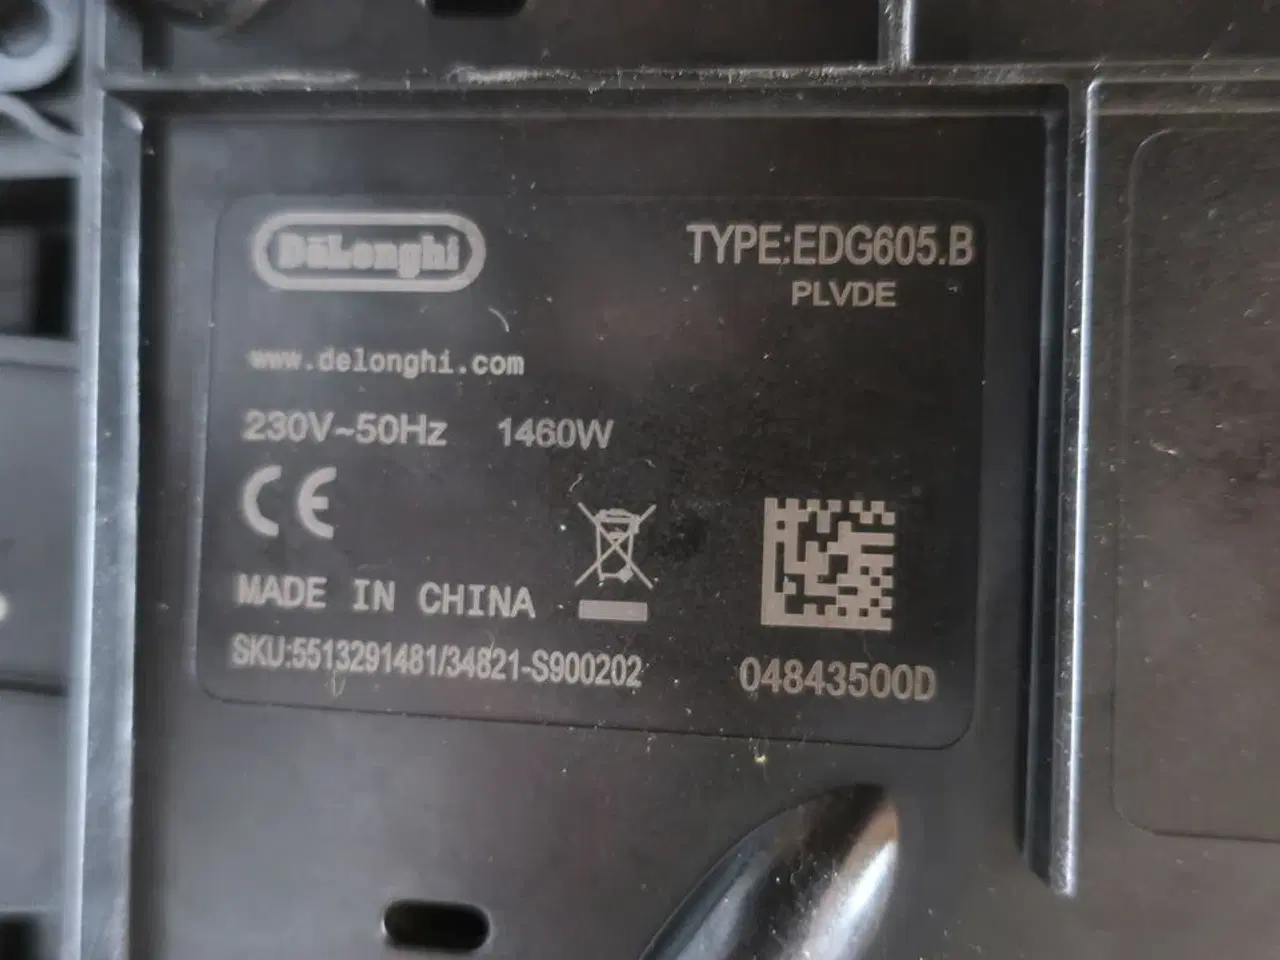 DēLonghi
TYPE:EDG605.B
PLVDE
www.delonghi.com
230V~50Hz 1460W
CE
MADE IN CHINA
SKU:5513291481/34821-S900202
04843500D